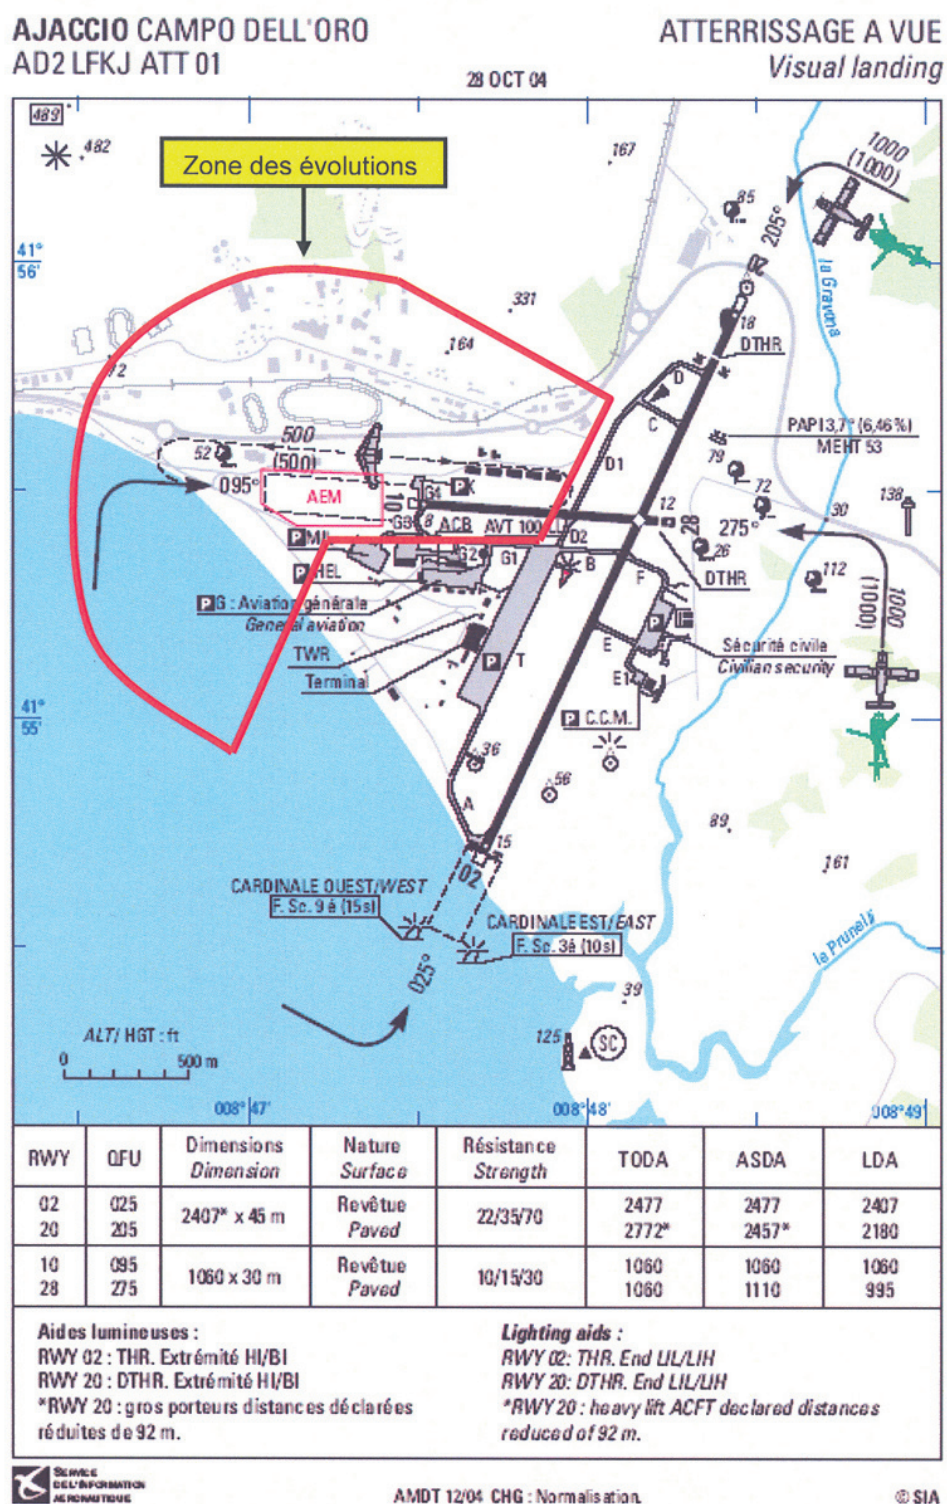 AJACCIO CAMPO DELL'ORO
AD2 LFKJ ATT 01
ATTERRISSAGE A VUE
Visual landing
28 OCT 04
489
482
Zone des évolutions
167
1000
(1000)
85
205°
la Gravona
41°
56'
02
331
18
DTHR
164
72
D
C
PAPI 3,7° (6,46%)
MEHT 53
500
(500)
52
D1
79
72
138
095°
AEM
10
G4
P K
12
28
275°
30
G3
8
ACB
AVT 100
D2
26
P MIL
G2
G1
B
F
DTHR
112
P HEL
1000
(1000)
P G : Aviation générale
General aviation
P
TWR
Terminal
P T
E
Sécurité civile
Civilian security
E1
41°
55'
P C.C.M.
36
56
A
89
15
161
02
CARDINALE OUEST/WEST
F. Sc. 9 é (15s)
CARDINALE EST/EAST
F. Sc. 3é (10s)
le Prunelli
025°
39
ALT/ HGT : ft
125
SC
0 500 m
008°47' 008°48' 008°49'
RWY QFU Dimensions Nature Résistance TODA ASDA LDA
Dimension Surface Strength
02 025 2407* x 45 m Revêtue 22/35/70 2477 2477 2407
20 205 Paved 2772* 2457* 2180
10 095 1060 x 30 m Revêtue 10/15/30 1060 1060 1060
28 275 Paved 1060 1110 995
Aides lumineuses :
RWY 02 : THR. Extrémité HI/BI
RWY 20 : DTHR. Extrémité HI/BI
*RWY 20 : gros porteurs distances déclarées
réduites de 92 m.
Lighting aids :
RWY 02: THR. End LIL/LIH
RWY 20: DTHR. End LIL/LIH
*RWY 20 : heavy lift ACFT declared distances
reduced of 92 m.
SERVICE
DE L'INFORMATION
AERONAUTIQUE
AMDT 12/04 CHG : Normalisation.
© SIA